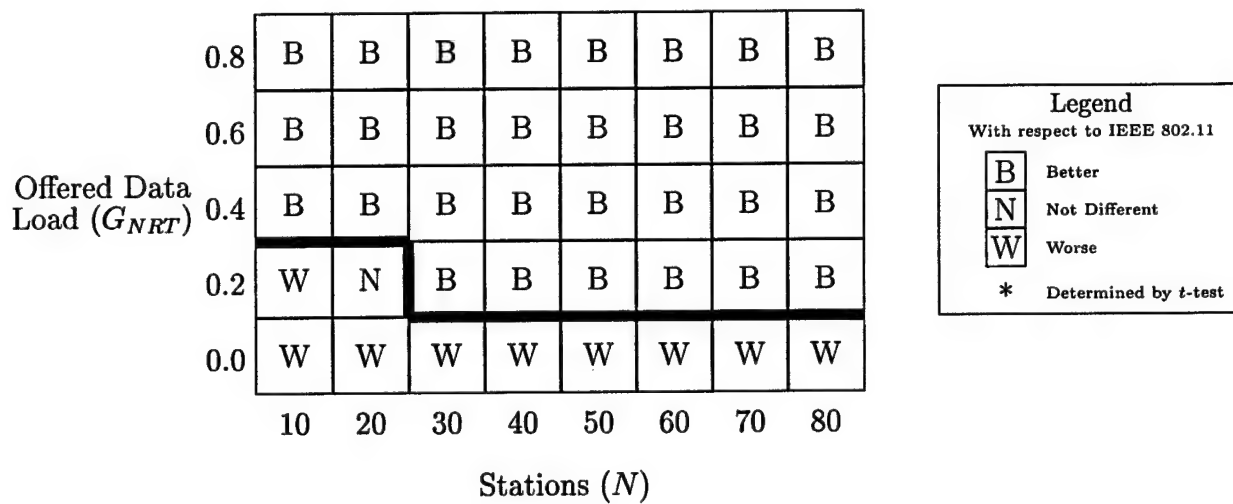 0.8 B B B B B B B B
0.6 B B B B B B B B
Offered Data
Load (G_NRT) 0.4 B B B B B B B B
0.2 W N B B B B B B
0.0 W W W W W W W W
10 20 30 40 50 60 70 80
Stations (N)
Legend
With respect to IEEE 802.11
B Better
N Not Different
W Worse
* Determined by t-test